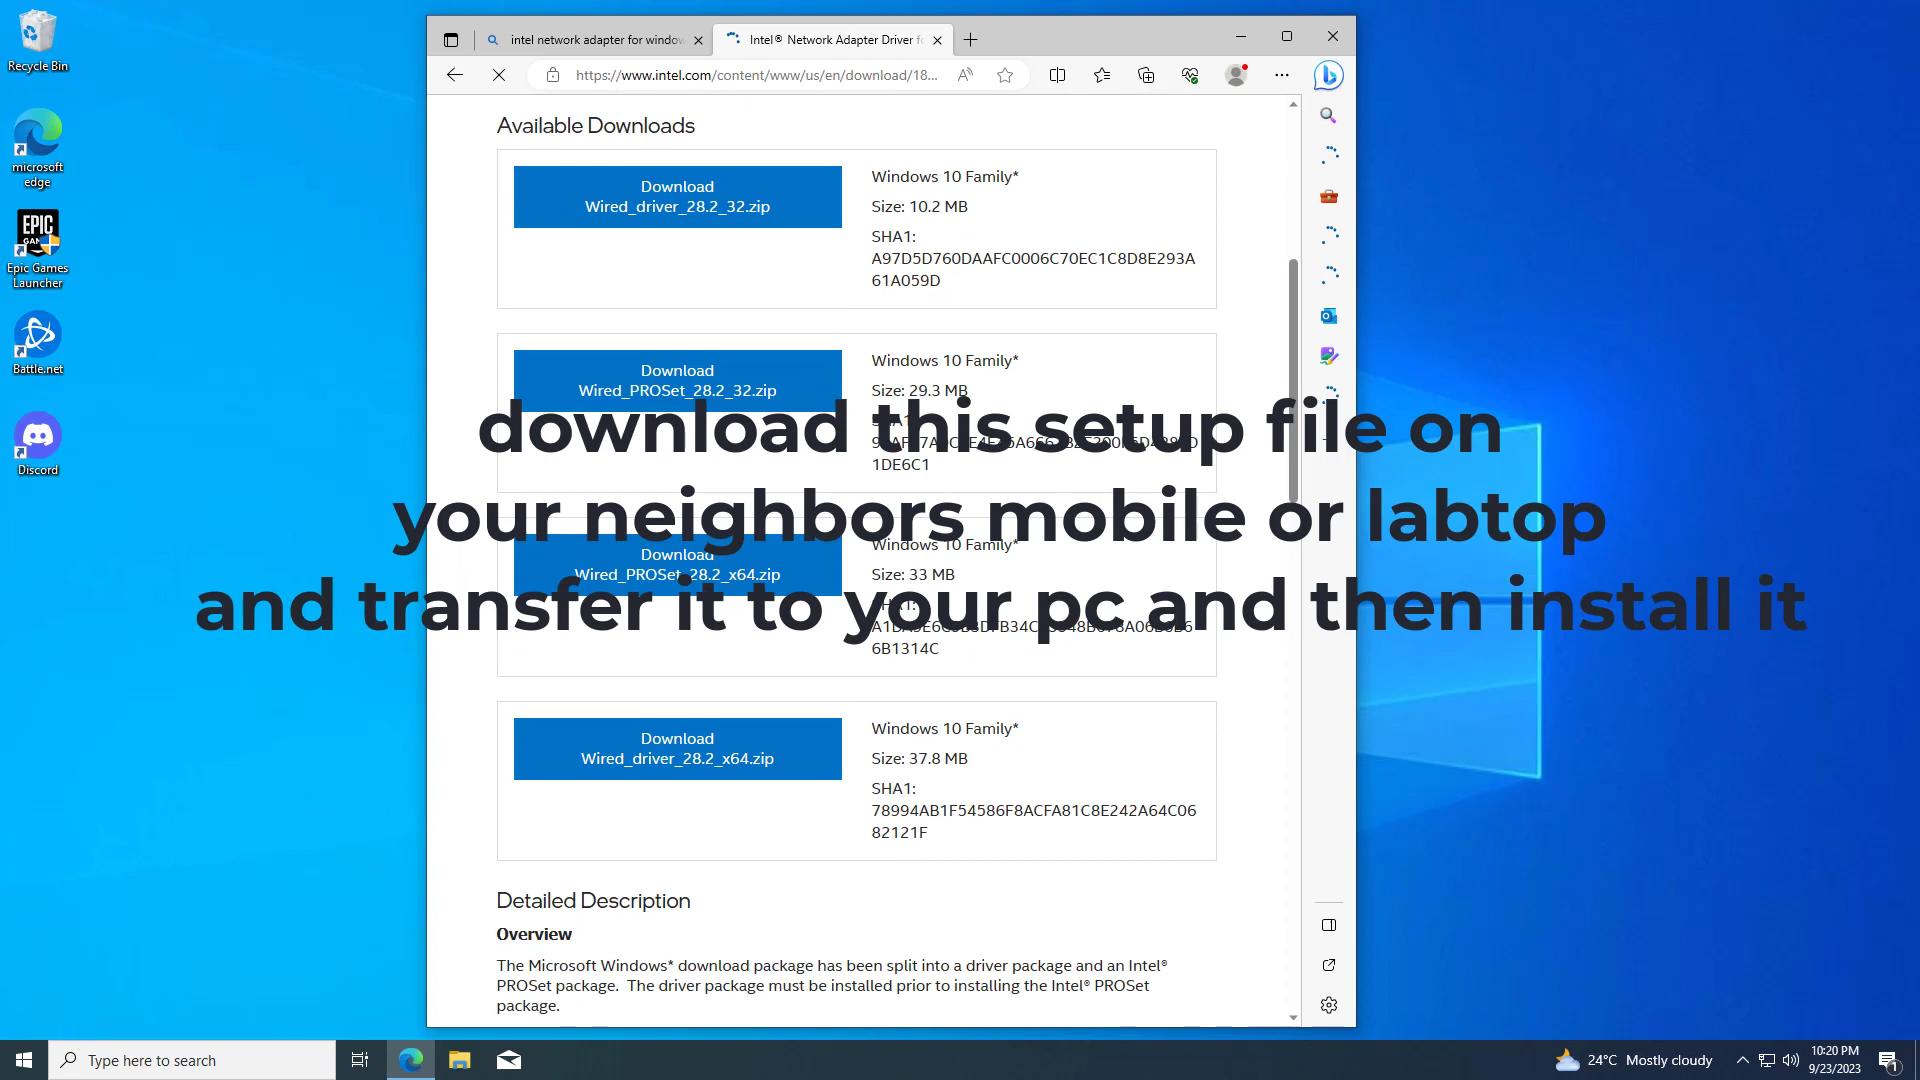 Recycle Bin
microsoft
edge
Epic Games
Launcher
Battle.net
Discord
EPIC
intel network adapter for window
Intel® Network Adapter Driver fo
https://www.intel.com/content/www/us/en/download/18...
Available Downloads
Download
Wired_driver_28.2_32.zip
Windows 10 Family*
Size: 10.2 MB
SHA1:
A97D5D760DAAFC0006C70EC1C8D8E293A
61A059D
Download
Wired_PROSet_28.2_32.zip
Windows 10 Family*
Size: 29.3 MB
1DE6C1
download this setup file on
your neighbors mobile or labtop
and transfer it to your pc and then install it
Download
Wired_PROSet_28.2_x64.zip
Windows 10 Family*
Size: 33 MB
6B1314C
Download
Wired_driver_28.2_x64.zip
Windows 10 Family*
Size: 37.8 MB
SHA1:
78994AB1F54586F8ACFA81C8E242A64C06
82121F
Detailed Description
Overview
The Microsoft Windows* download package has been split into a driver package and an Intel®
PROSet package. The driver package must be installed prior to installing the Intel® PROSet
package.
Type here to search
24°C Mostly cloudy
10:20 PM
9/23/2023
1